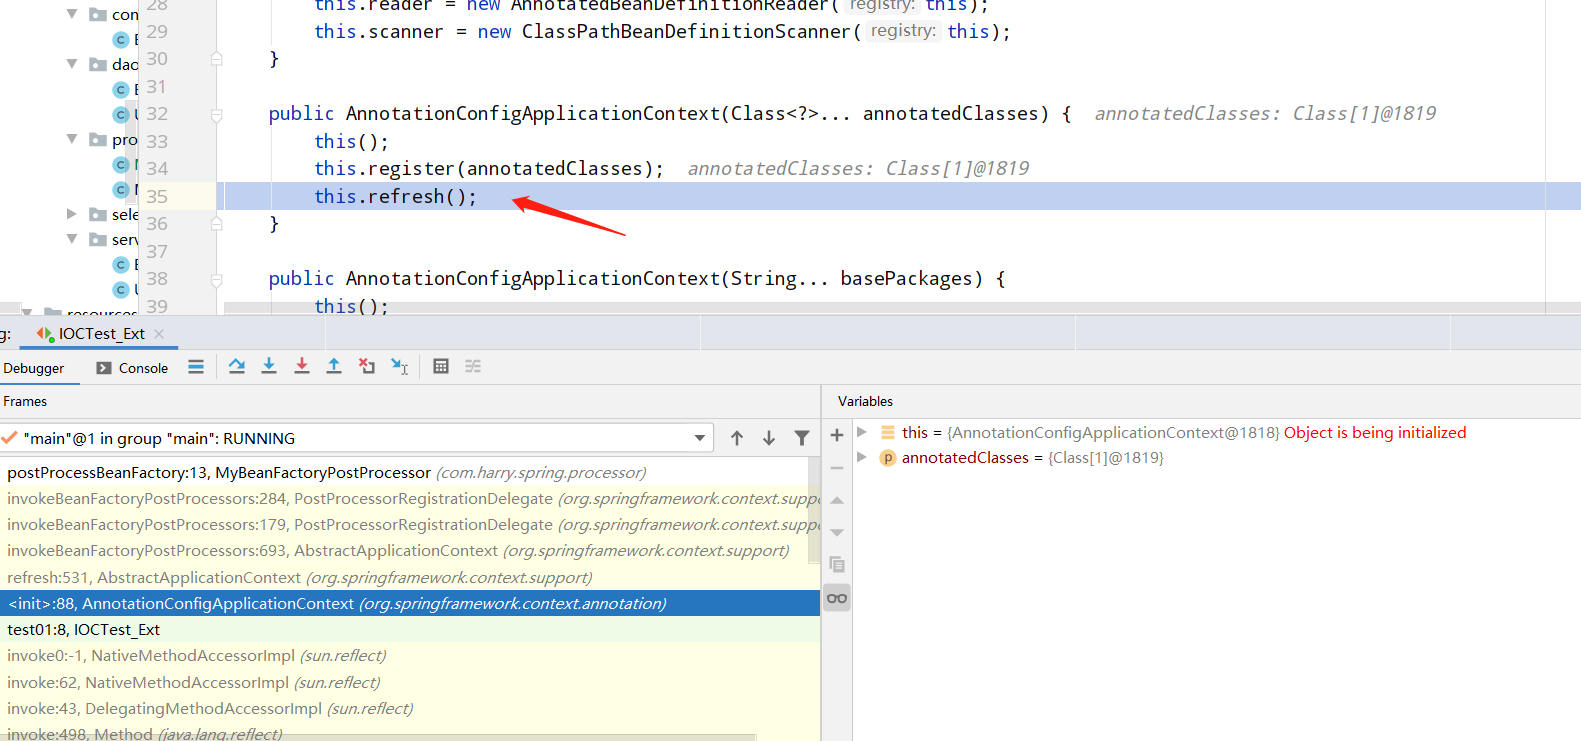 com
28 this.reader = new AnnotatedBeanDefinitionReader( registry: this);
29 this.scanner = new ClassPathBeanDefinitionScanner( registry: this);
dao
30 }
31
32 public AnnotationConfigApplicationContext(Class<?>... annotatedClasses) { annotatedClasses: Class[1]@1819
pro
33 this();
34 this.register(annotatedClasses); annotatedClasses: Class[1]@1819
35 this.refresh();
sele
36 }
serv
37
38 public AnnotationConfigApplicationContext(String... basePackages) {
resources
39 this();
g: IOCTest_Ext
Debugger Console
Frames
Variables
"main"@1 in group "main": RUNNING
this = {AnnotationConfigApplicationContext@1818} Object is being initialized
annotatedClasses = {Class[1]@1819}
postProcessBeanFactory:13, MyBeanFactoryPostProcessor (com.harry.spring.processor)
invokeBeanFactoryPostProcessors:284, PostProcessorRegistrationDelegate (org.springframework.context.suppo
invokeBeanFactoryPostProcessors:179, PostProcessorRegistrationDelegate (org.springframework.context.suppo
invokeBeanFactoryPostProcessors:693, AbstractApplicationContext (org.springframework.context.support)
refresh:531, AbstractApplicationContext (org.springframework.context.support)
<init>:88, AnnotationConfigApplicationContext (org.springframework.context.annotation)
test01:8, IOCTest_Ext
invoke0:-1, NativeMethodAccessorImpl (sun.reflect)
invoke:62, NativeMethodAccessorImpl (sun.reflect)
invoke:43, DelegatingMethodAccessorImpl (sun.reflect)
invoke:498, Method (java.lang.reflect)